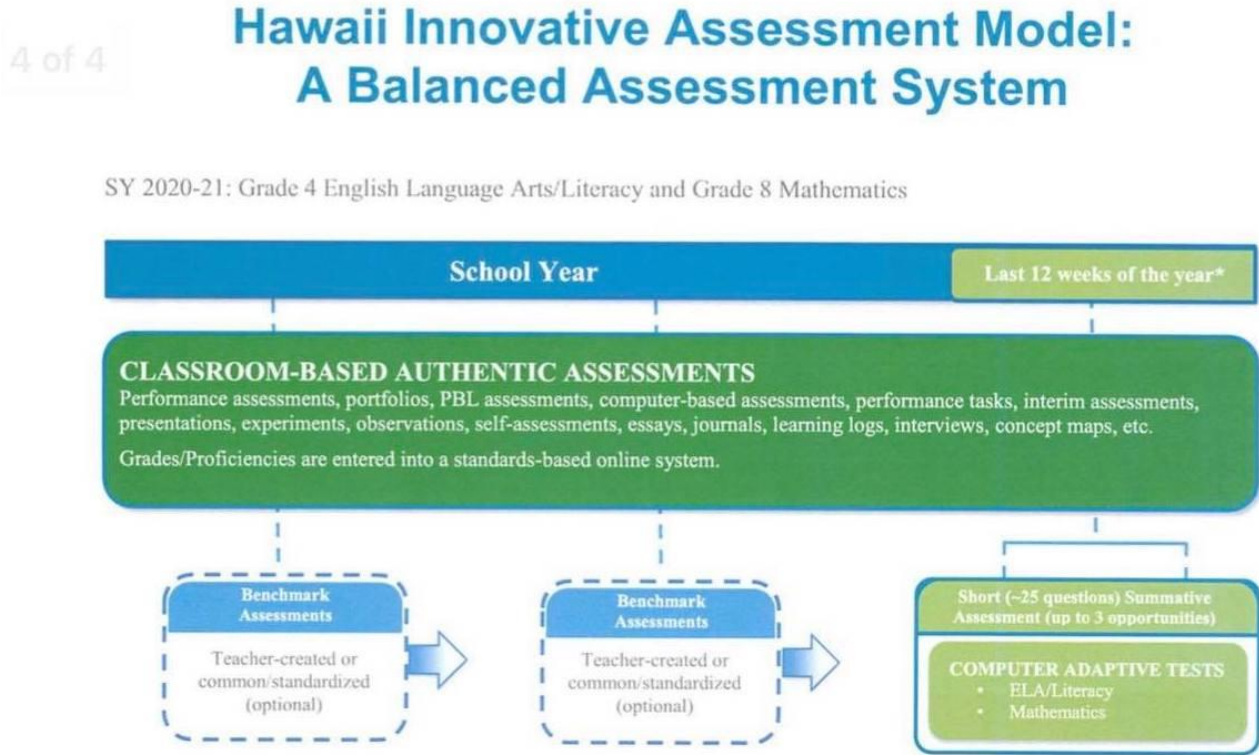 4 of 4
Hawaii Innovative Assessment Model:
A Balanced Assessment System
SY 2020-21: Grade 4 English Language Arts/Literacy and Grade 8 Mathematics
School Year
Last 12 weeks of the year*
CLASSROOM-BASED AUTHENTIC ASSESSMENTS
Performance assessments, portfolios, PBL assessments, computer-based assessments, performance tasks, interim assessments,
presentations, experiments, observations, self-assessments, essays, journals, learning logs, interviews, concept maps, etc.
Grades/Proficiencies are entered into a standards-based online system.
Benchmark
Assessments
Teacher-created or
common/standardized
(optional)
Benchmark
Assessments
Teacher-created or
common/standardized
(optional)
Short (~25 questions) Summative
Assessment (up to 3 opportunities)
COMPUTER ADAPTIVE TESTS
• ELA/Literacy
• Mathematics